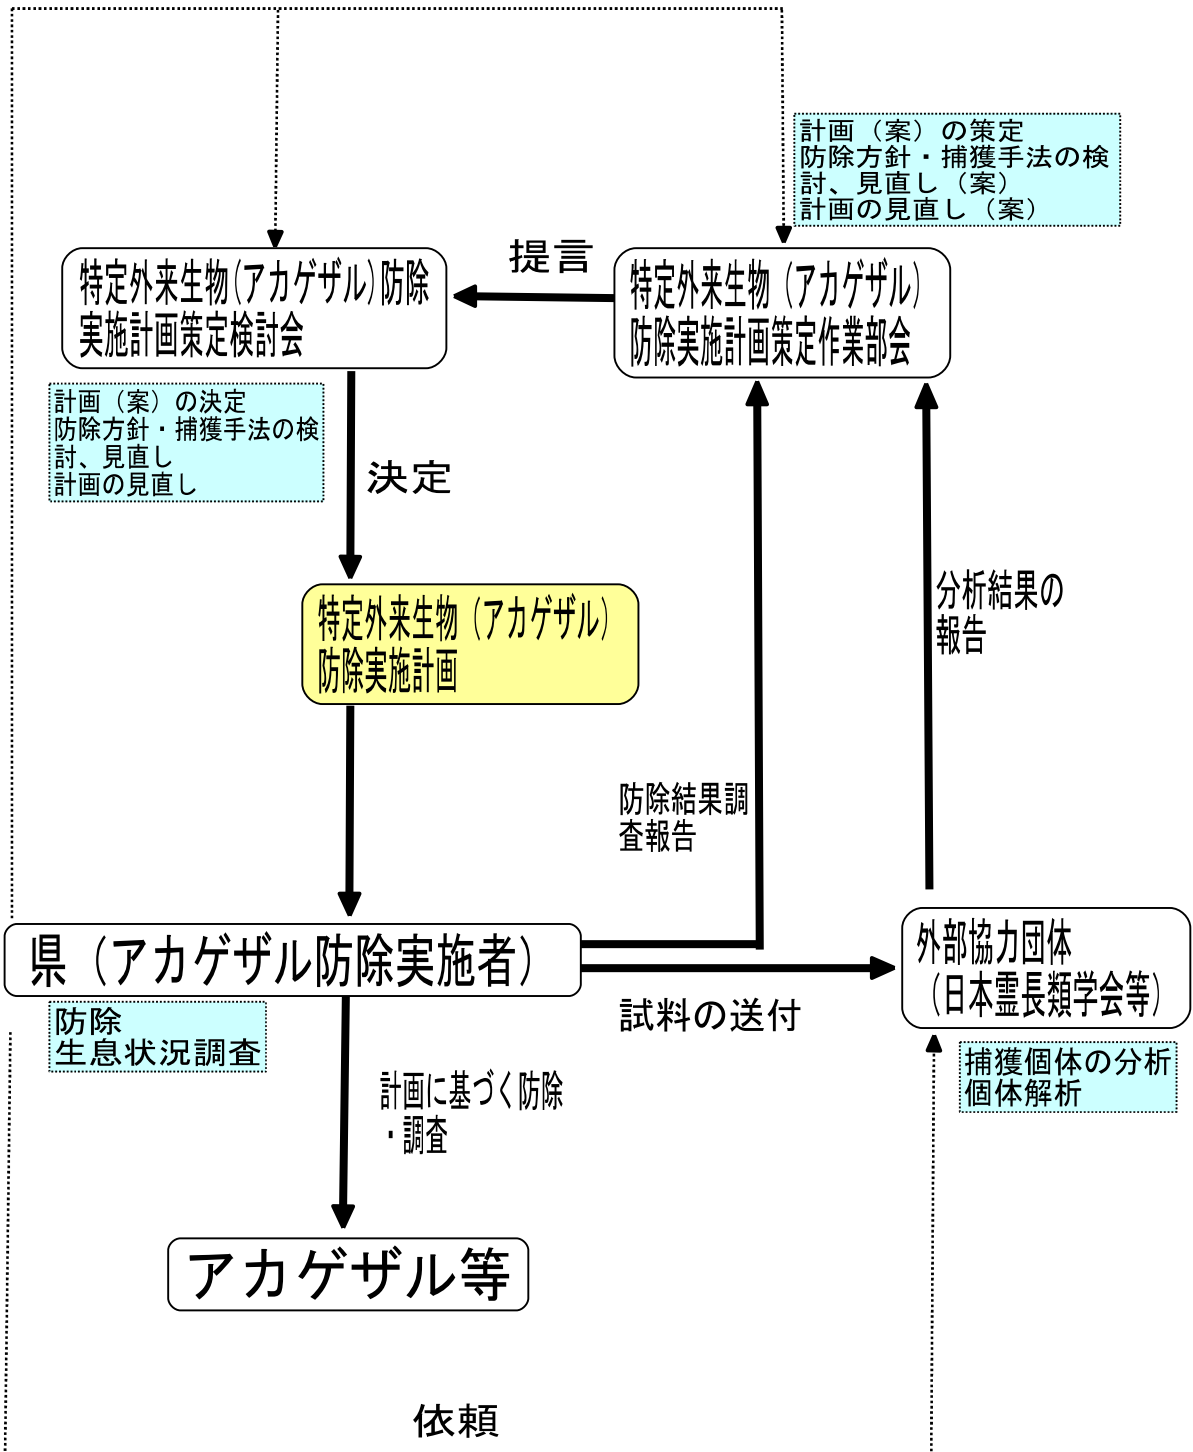 計画（案）の策定
防除方針・捕獲手法の検
討、見直し（案）
計画の見直し（案）
提言
特定外来生物(アカゲザル)防除
実施計画策定検討会
特定外来生物（アカゲザル）
防除実施計画策定作業部会
計画（案）の決定
防除方針・捕獲手法の検
討、見直し
計画の見直し
決定
特定外来生物（アカゲザル）
防除実施計画
分析結果の
報告
防除結果調
査報告
県（アカゲザル防除実施者）
外部協力団体
（日本霊長類学会等）
防除
生息状況調査
試料の送付
捕獲個体の分析
個体解析
計画に基づく防除
・調査
アカゲザル等
依頼